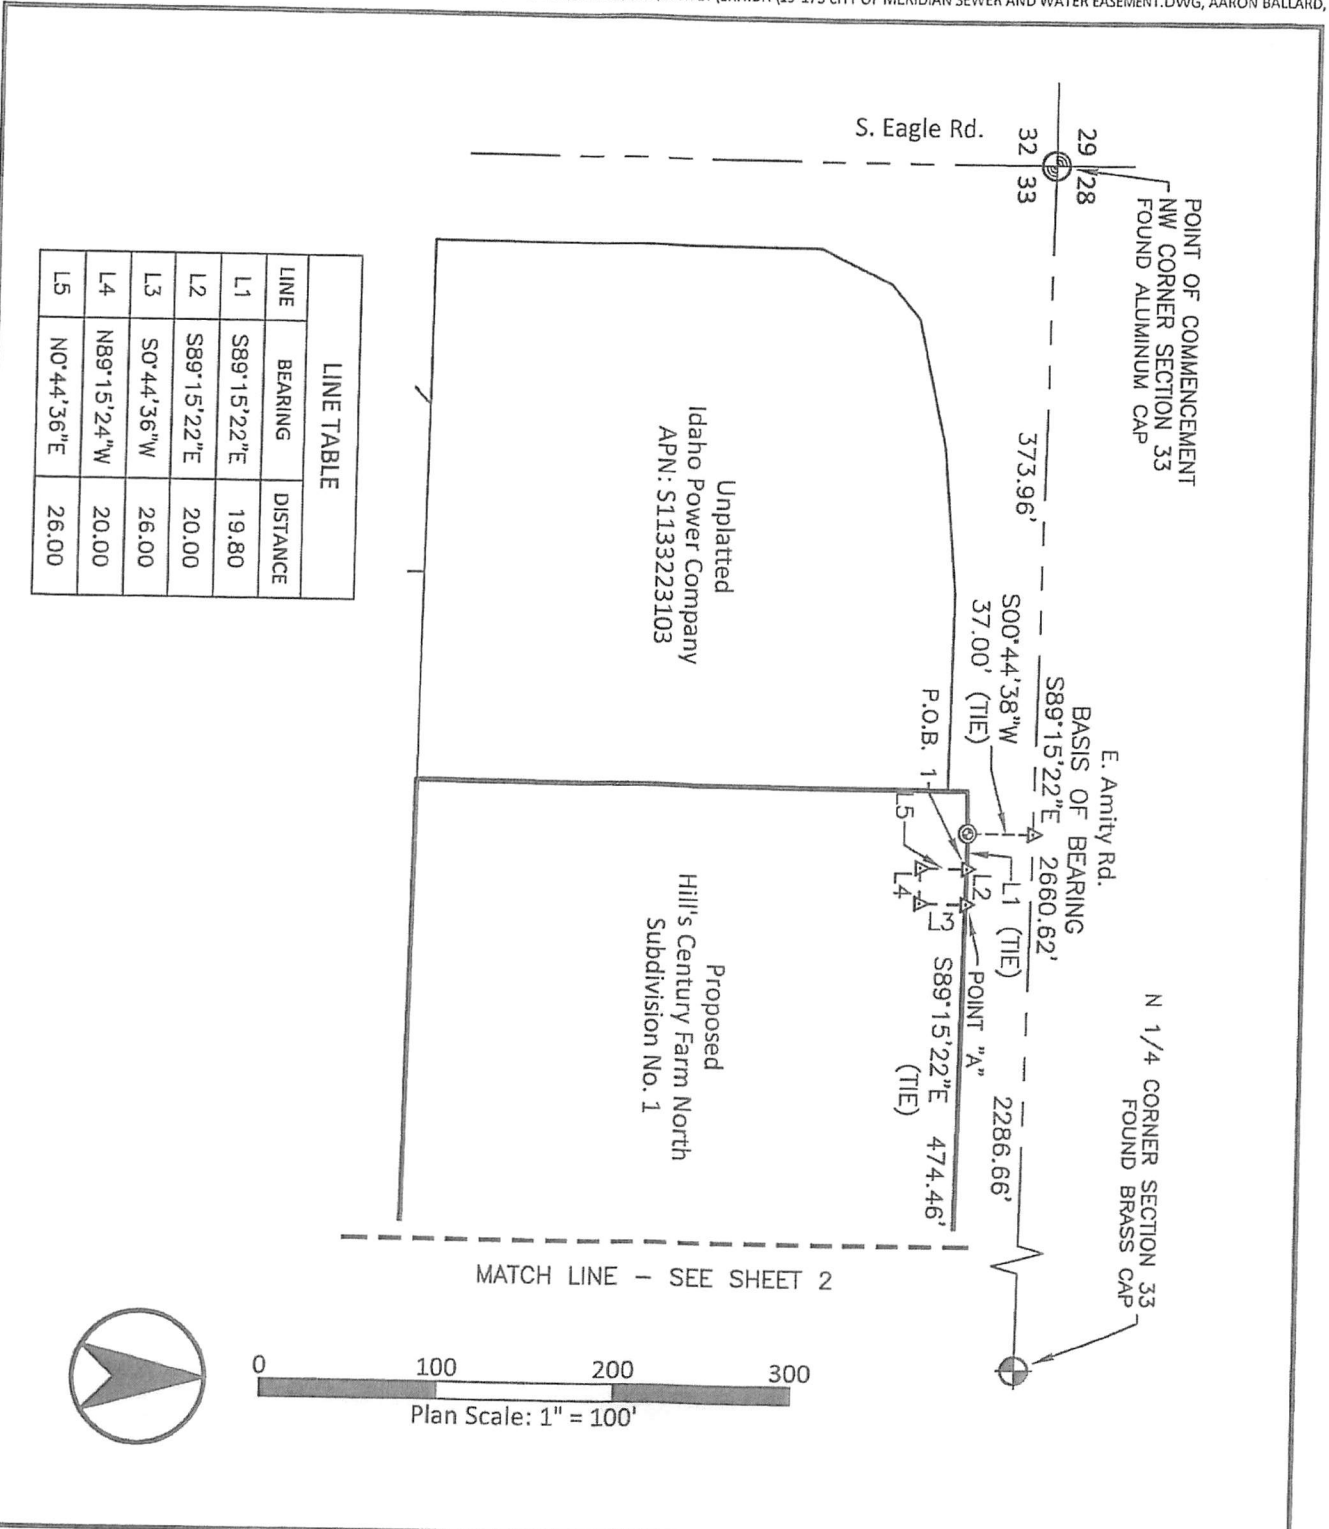 (19-175 CITY OF MERIDIAN SEWER AND WATER EASEMENT.DWG, AARON BALLARD,
S. Eagle Rd.
29
28
32
33
POINT OF COMMENCEMENT
NW CORNER SECTION 33
FOUND ALUMINUM CAP
373.96'
E. Amity Rd.
BASIS OF BEARING
S89°15'22"E 2660.62'
2286.66'
N 1/4 CORNER SECTION 33
FOUND BRASS CAP
S00°44'38"W
37.00' (TIE)
P.O.B. 1
L1 (TIE)
L2
L3
L4
L5
POINT "A"
S89°15'22"E 474.46'
(TIE)
Unplatted
Idaho Power Company
APN: S1133223103
Proposed
Hill's Century Farm North
Subdivision No. 1
MATCH LINE – SEE SHEET 2
LINE TABLE
LINE BEARING DISTANCE
L1 S89°15'22"E 19.80
L2 S89°15'22"E 20.00
L3 S0°44'36"W 26.00
L4 N89°15'24"W 20.00
L5 N0°44'36"E 26.00
0 100 200 300
Plan Scale: 1" = 100'